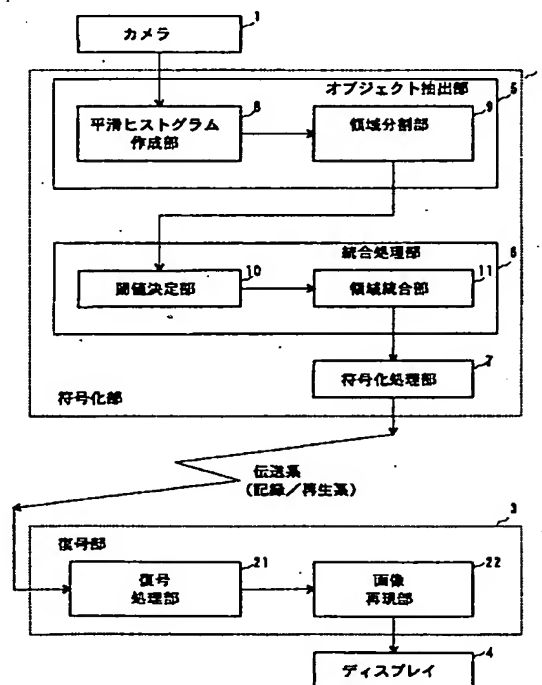 カメラ
1
オブジェクト抽出部
5
平滑ヒストグラム
作成部
8
領域分割部
9
統合処理部
6
閾値決定部
10
領域統合部
11
符号化処理部
7
符号化部
伝送系
(記録/再生系)
3
復号部
復号
処理部
21
画像
再現部
22
ディスプレイ
4